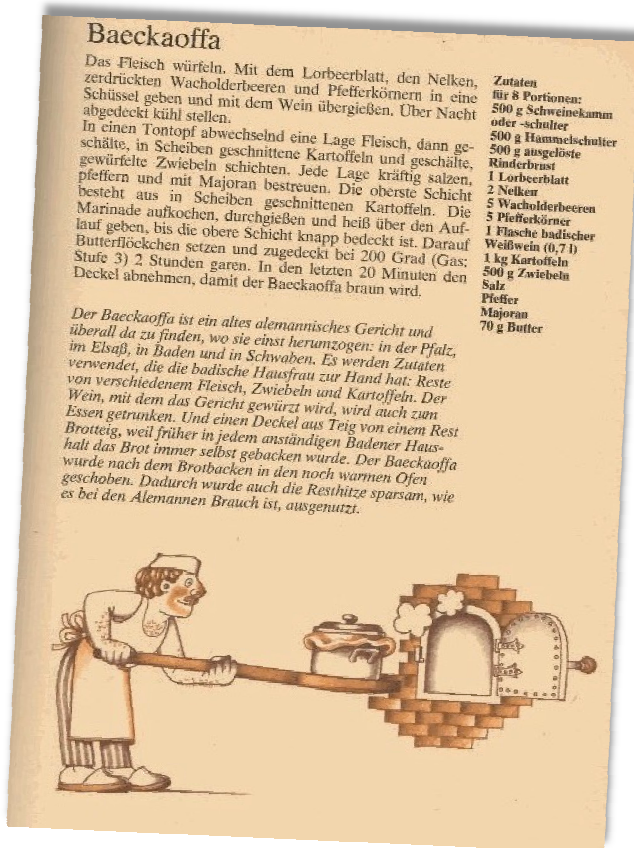 Baeckaoffa
Das Fleisch würfeln. Mit dem Lorbeerblatt, den Nelken,
zerdrückten Wacholderbeeren und Pfefferkörnern in eine
Schüssel geben und mit dem Wein übergießen. Über Nacht
abgedeckt kühl stellen.
In einen Tontopf abwechselnd eine Lage Fleisch, dann ge-
schälte, in Scheiben geschnittene Kartoffeln und geschälte,
gewürfelte Zwiebeln schichten. Jede Lage kräftig salzen,
pfeffern und mit Majoran bestreuen. Die oberste Schicht
besteht aus in Scheiben geschnittenen Kartoffeln. Die
Marinade aufkochen, durchgießen und heiß über den Auf-
lauf geben, bis die obere Schicht knapp bedeckt ist. Darauf
Butterflöckchen setzen und zugedeckt bei 200 Grad (Gas:
Stufe 3) 2 Stunden garen. In den letzten 20 Minuten den
Deckel abnehmen, damit der Baeckaoffa braun wird.
Zutaten
für 8 Portionen:
500 g Schweinekamm
oder -schulter
500 g Hammelschulter
500 g ausgelöste
Rinderbrust
1 Lorbeerblatt
2 Nelken
5 Wacholderbeeren
5 Pfefferkörner
1 Flasche badischer
Weißwein (0,7 l)
1 kg Kartoffeln
500 g Zwiebeln
Salz
Pfeffer
Majoran
70 g Butter
Der Baeckaoffa ist ein altes alemannisches Gericht und
überall da zu finden, wo sie einst herumzogen: in der Pfalz,
im Elsaß, in Baden und in Schwaben. Es werden Zutaten
verwendet, die die badische Hausfrau zur Hand hat: Reste
von verschiedenem Fleisch, Zwiebeln und Kartoffeln. Der
Wein, mit dem das Gericht gewürzt wird, wird auch zum
Essen getrunken. Und einen Deckel aus Teig von einem Rest
Brotteig, weil früher in jedem anständigen Badener Haus-
halt das Brot immer selbst gebacken wurde. Der Baeckaoffa
wurde nach dem Brotbacken in den noch warmen Ofen
geschoben. Dadurch wurde auch die Resthitze sparsam, wie
es bei den Alemannen Brauch ist, ausgenutzt.